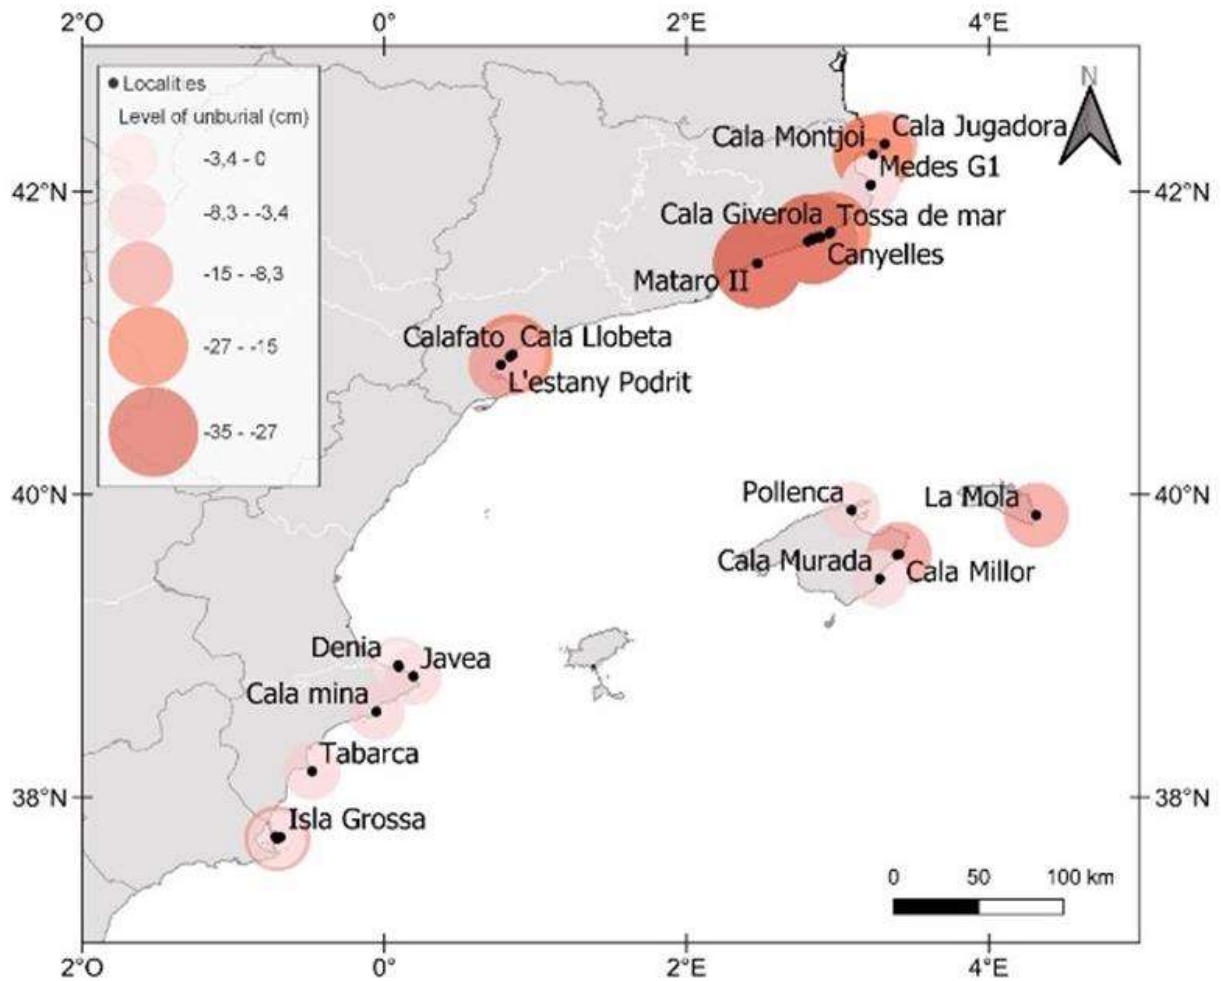 2°O 0° 2°E 4°E
Localities
Level of unburial (cm)
-3,4 - 0
-8,3 - -3,4
-15 - -8,3
-27 - -15
-35 - -27
N
Cala Montjoi
Cala Jugadora
Medes G1
42°N
42°N
Cala Giverola
Tossa de mar
Canyelles
Mataro II
Calafato
Cala Llobeta
L'estany Podrit
40°N
40°N
Pollenca
La Mola
Cala Murada
Cala Millor
Denia
Javea
Cala mina
Tabarca
38°N
38°N
Isla Grossa
0 50 100 km
2°O 0° 2°E 4°E